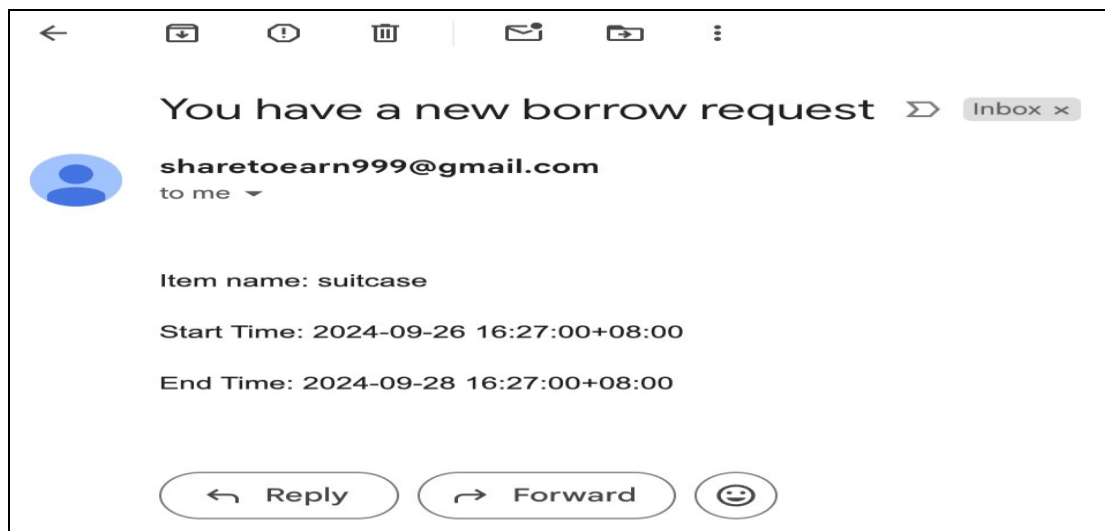 You have a new borrow request
Inbox ×
sharetoearn999@gmail.com
to me
Item name: suitcase
Start Time: 2024-09-26 16:27:00+08:00
End Time: 2024-09-28 16:27:00+08:00
Reply
Forward